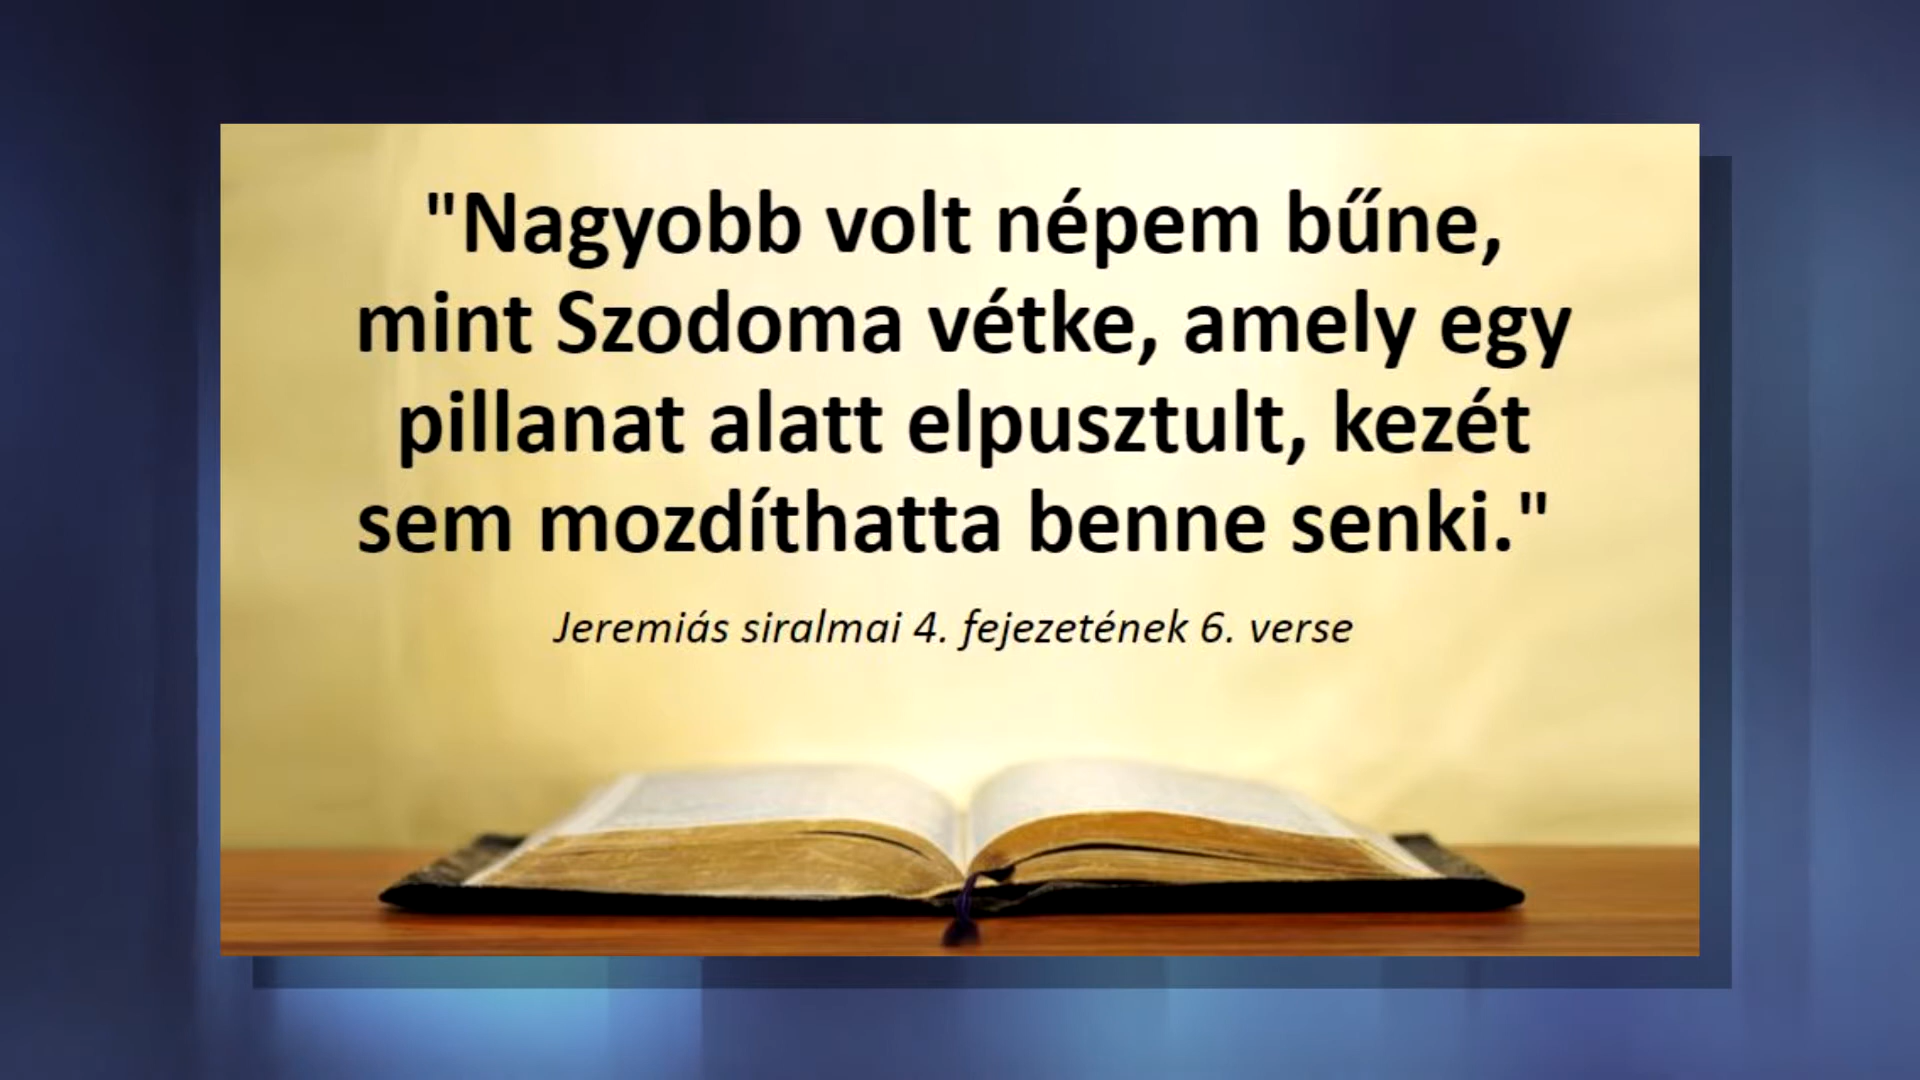 "Nagyobb volt népem bűne,
mint Szodoma vétke, amely egy
pillanat alatt elpusztult, kezét
sem mozdíthatta benne senki."
Jeremiás siralmai 4. fejezetének 6. verse